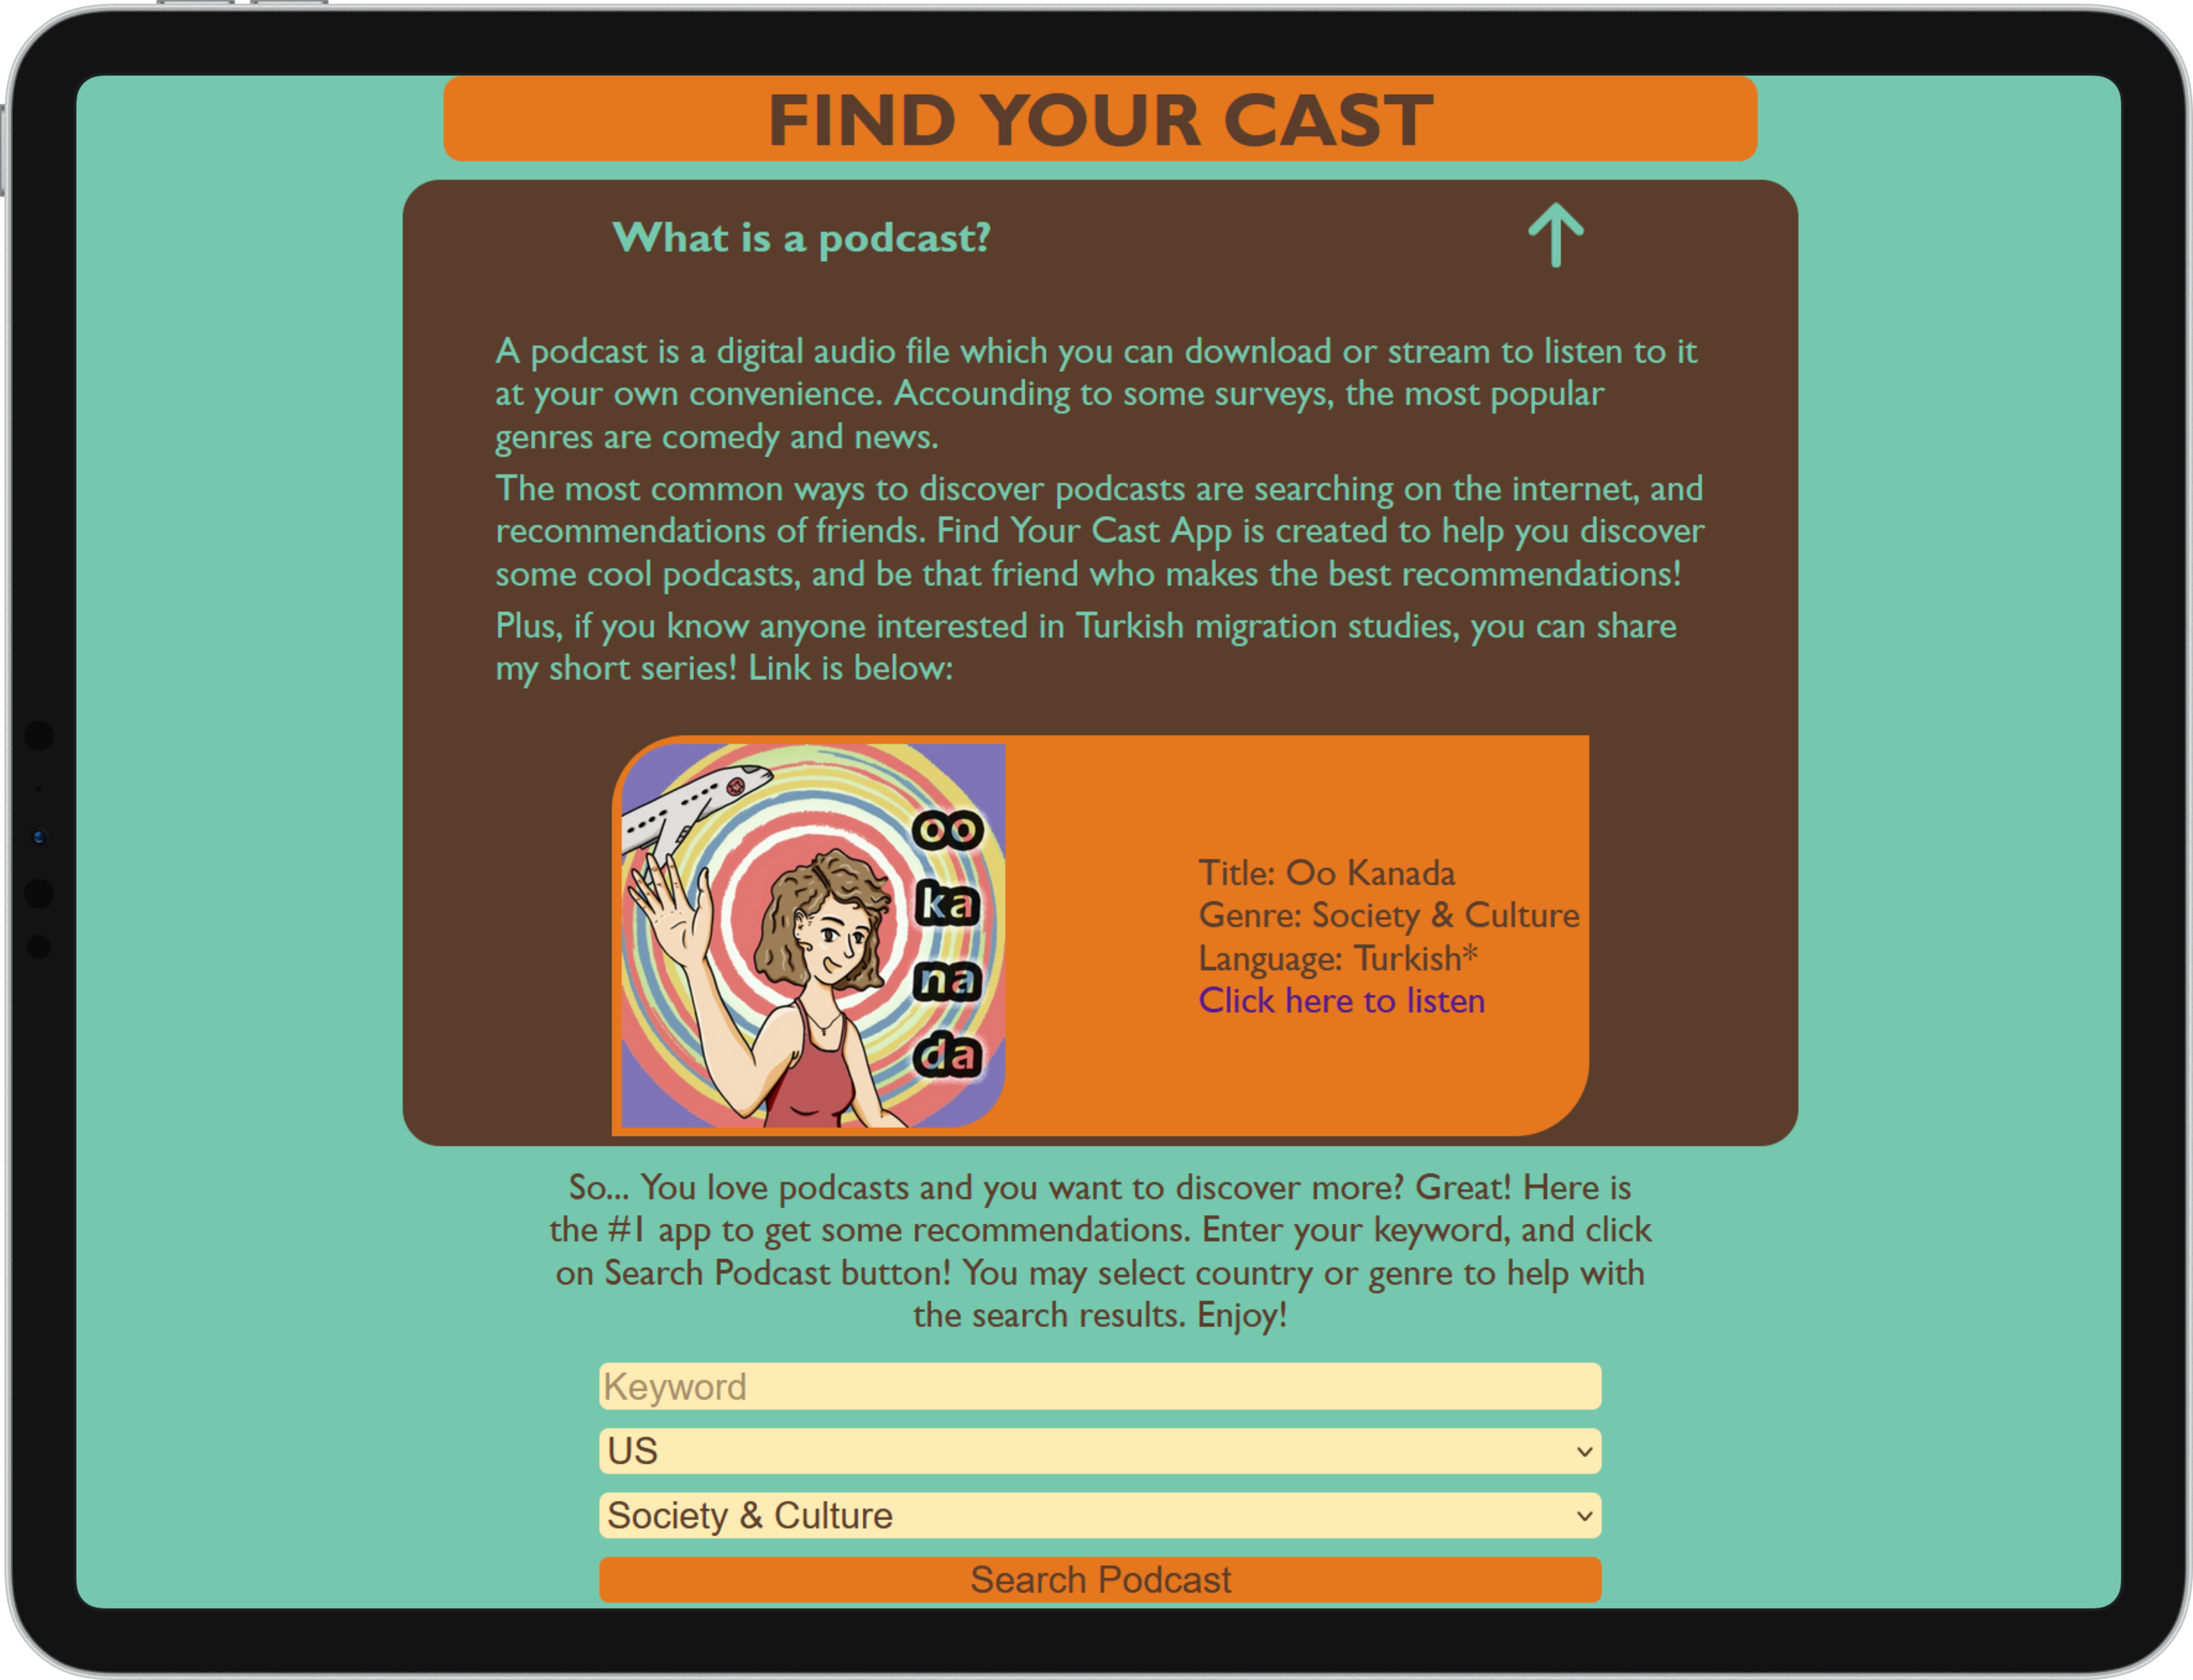 FIND YOUR CAST
What is a podcast?
A podcast is a digital audio file which you can download or stream to listen to it
at your own convenience. Accounding to some surveys, the most popular
genres are comedy and news.
The most common ways to discover podcasts are searching on the internet, and
recommendations of friends. Find Your Cast App is created to help you discover
some cool podcasts, and be that friend who makes the best recommendations!
Plus, if you know anyone interested in Turkish migration studies, you can share
my short series! Link is below:
oo
ka
na
da
Title: Oo Kanada
Genre: Society & Culture
Language: Turkish*
Click here to listen
So... You love podcasts and you want to discover more? Great! Here is
the #1 app to get some recommendations. Enter your keyword, and click
on Search Podcast button! You may select country or genre to help with
the search results. Enjoy!
Keyword
US
Society & Culture
Search Podcast